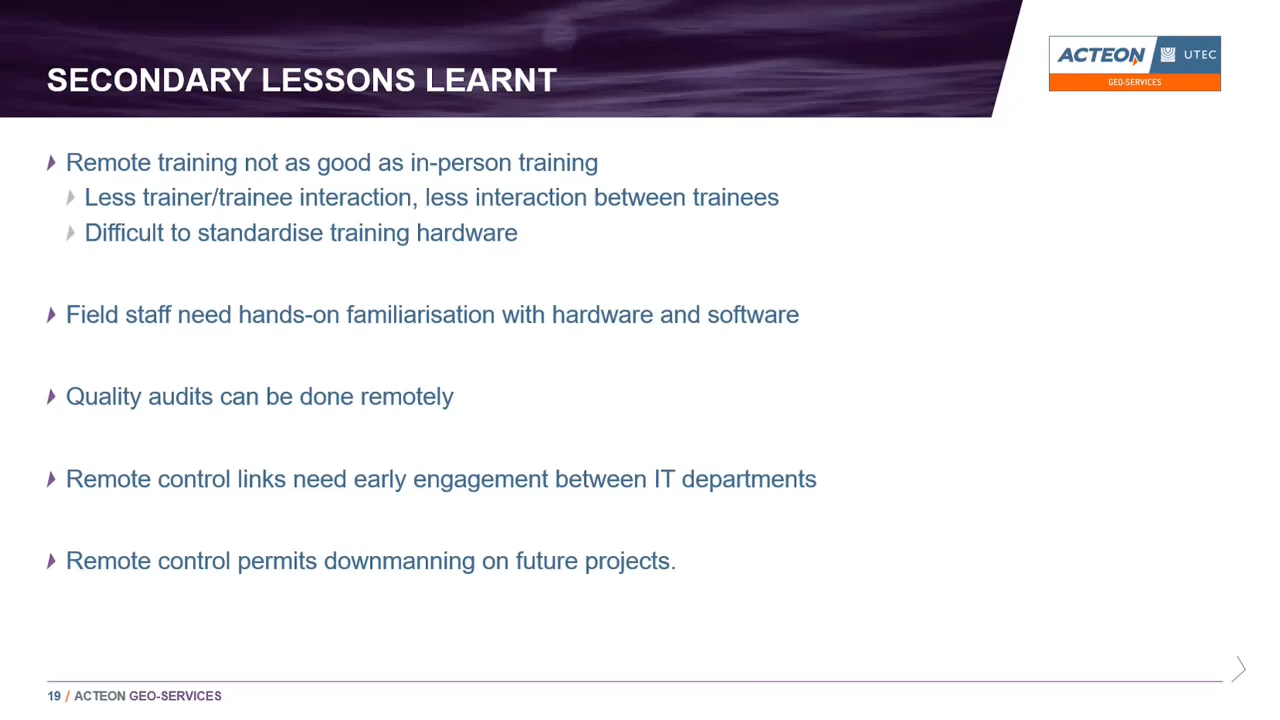 SECONDARY LESSONS LEARNT
ACTEON
UTEC
GEO-SERVICES
Remote training not as good as in-person training
Less trainer/trainee interaction, less interaction between trainees
Difficult to standardise training hardware
Field staff need hands-on familiarisation with hardware and software
Quality audits can be done remotely
Remote control links need early engagement between IT departments
Remote control permits downmanning on future projects.
19 / ACTEON GEO-SERVICES